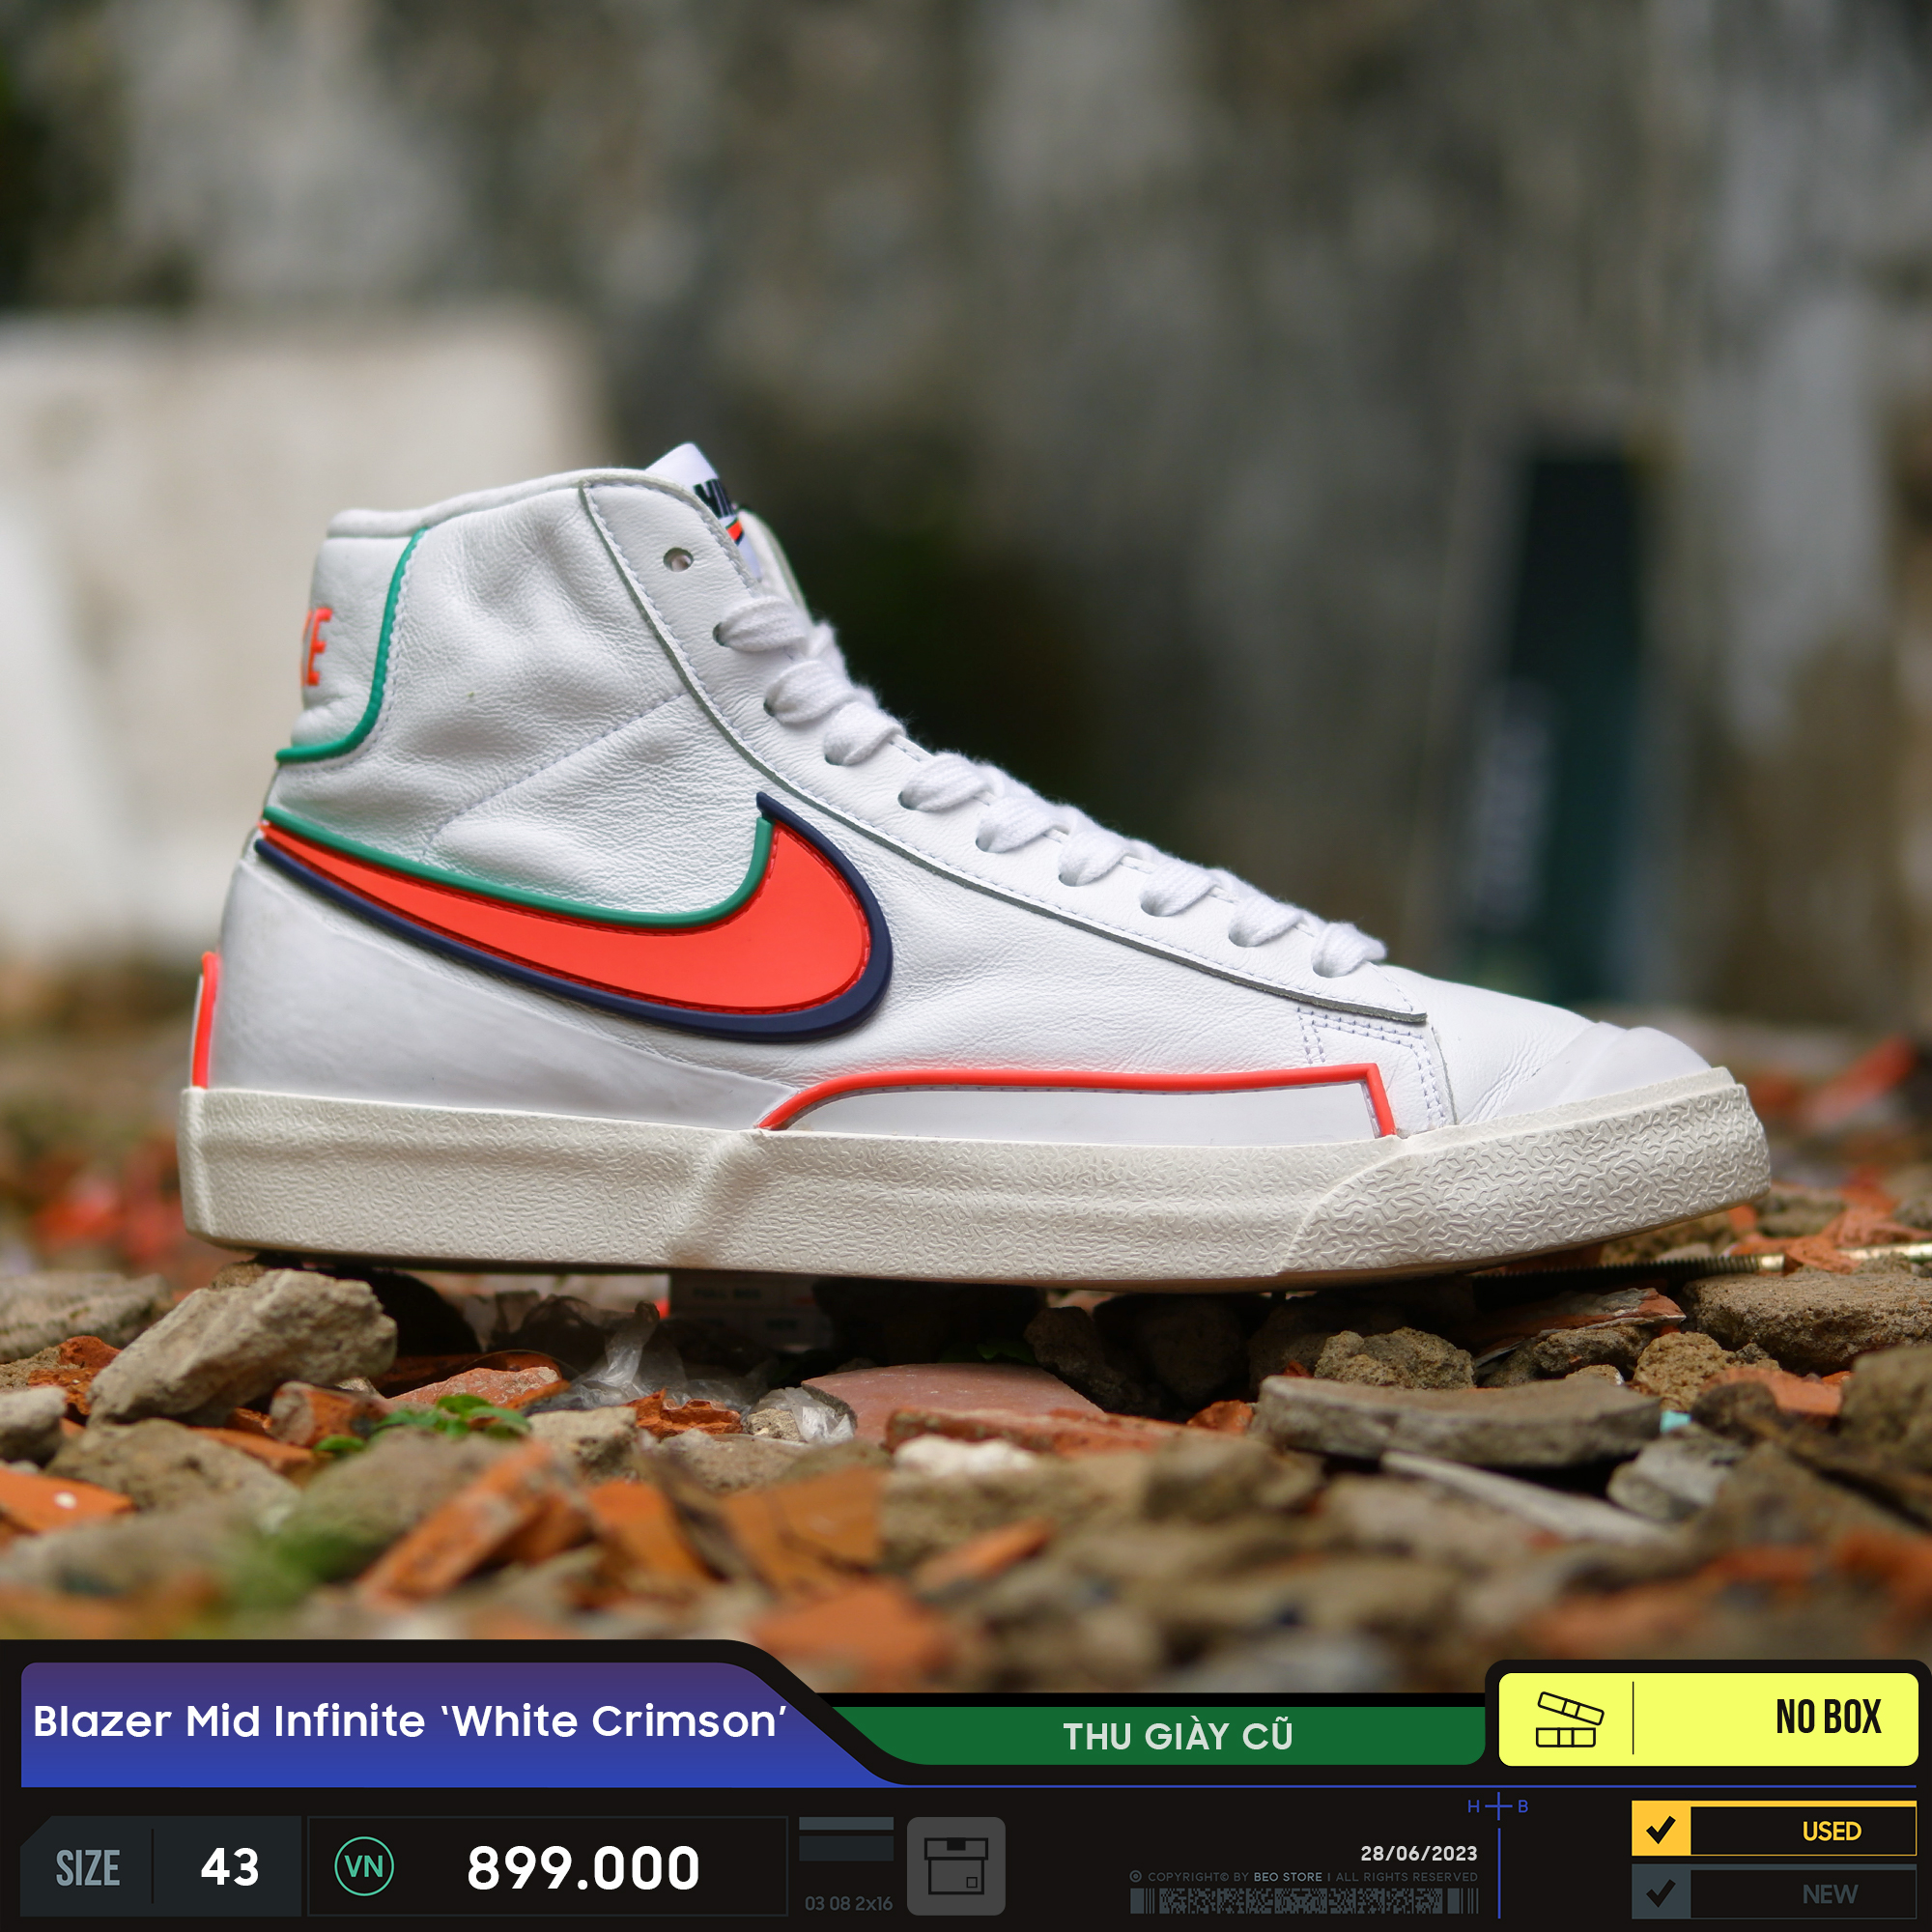 Blazer Mid Infinite ‘White Crimson’
THU GIÀY CŨ
NO BOX
SIZE 43
VN 899.000
03 08 2x16
H B
28/06/2023
© COPYRIGHT© BY BEO STORE | ALL RIGHTS RESERVED
USED
NEW